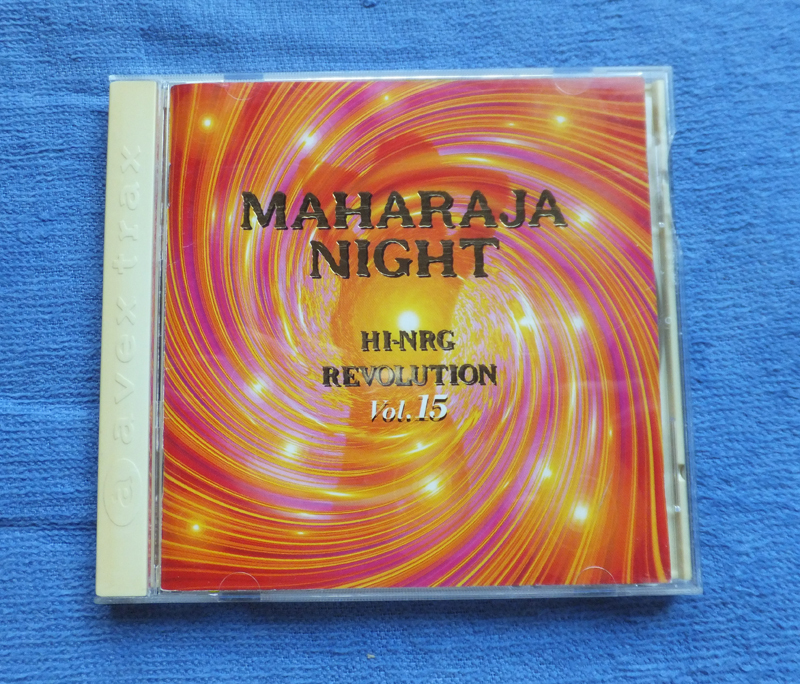 MAHARAJA
NIGHT
HI-NRG
REVOLUTION
Vol.15
a avex trax